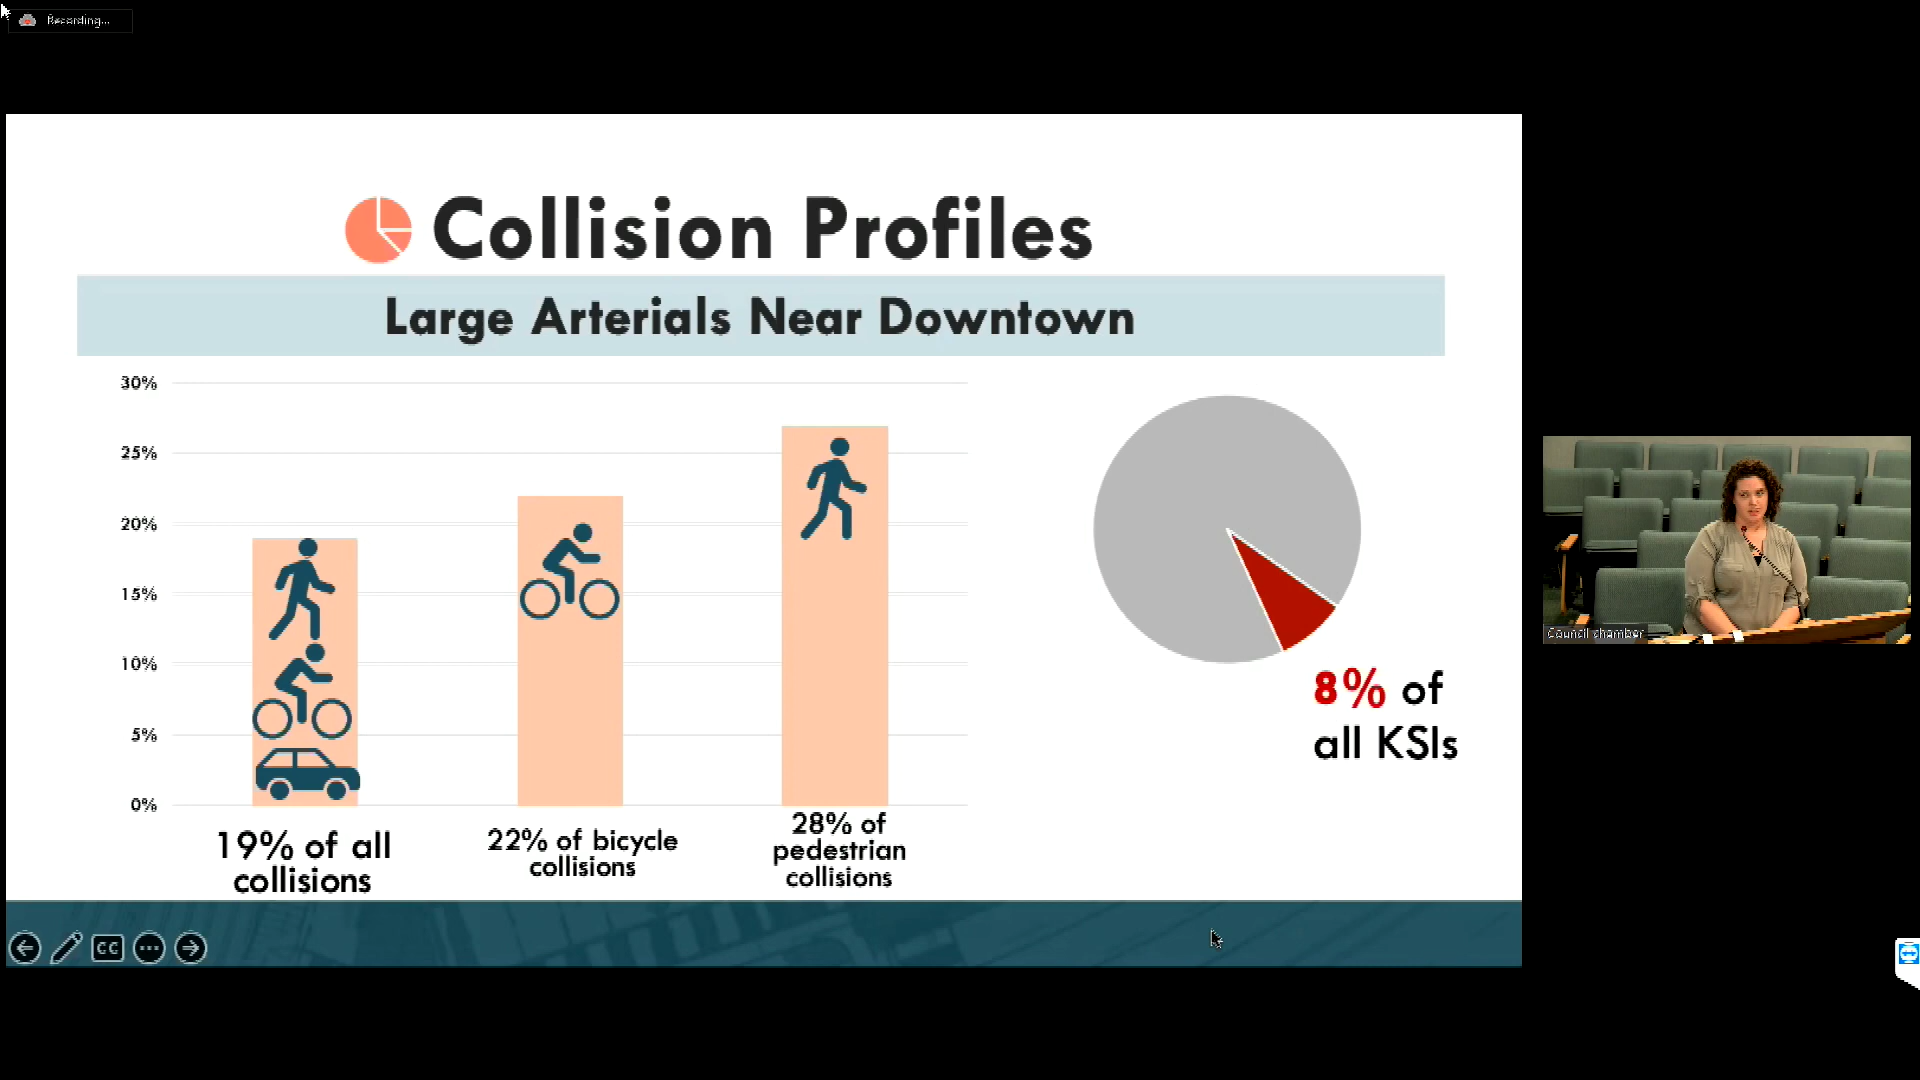 Recording...
Collision Profiles
Large Arterials Near Downtown
30%
25%
20%
15%
10%
5%
0%
19% of all
collisions
22% of bicycle
collisions
28% of
pedestrian
collisions
8% of
all KSIs
CC
Council chamber